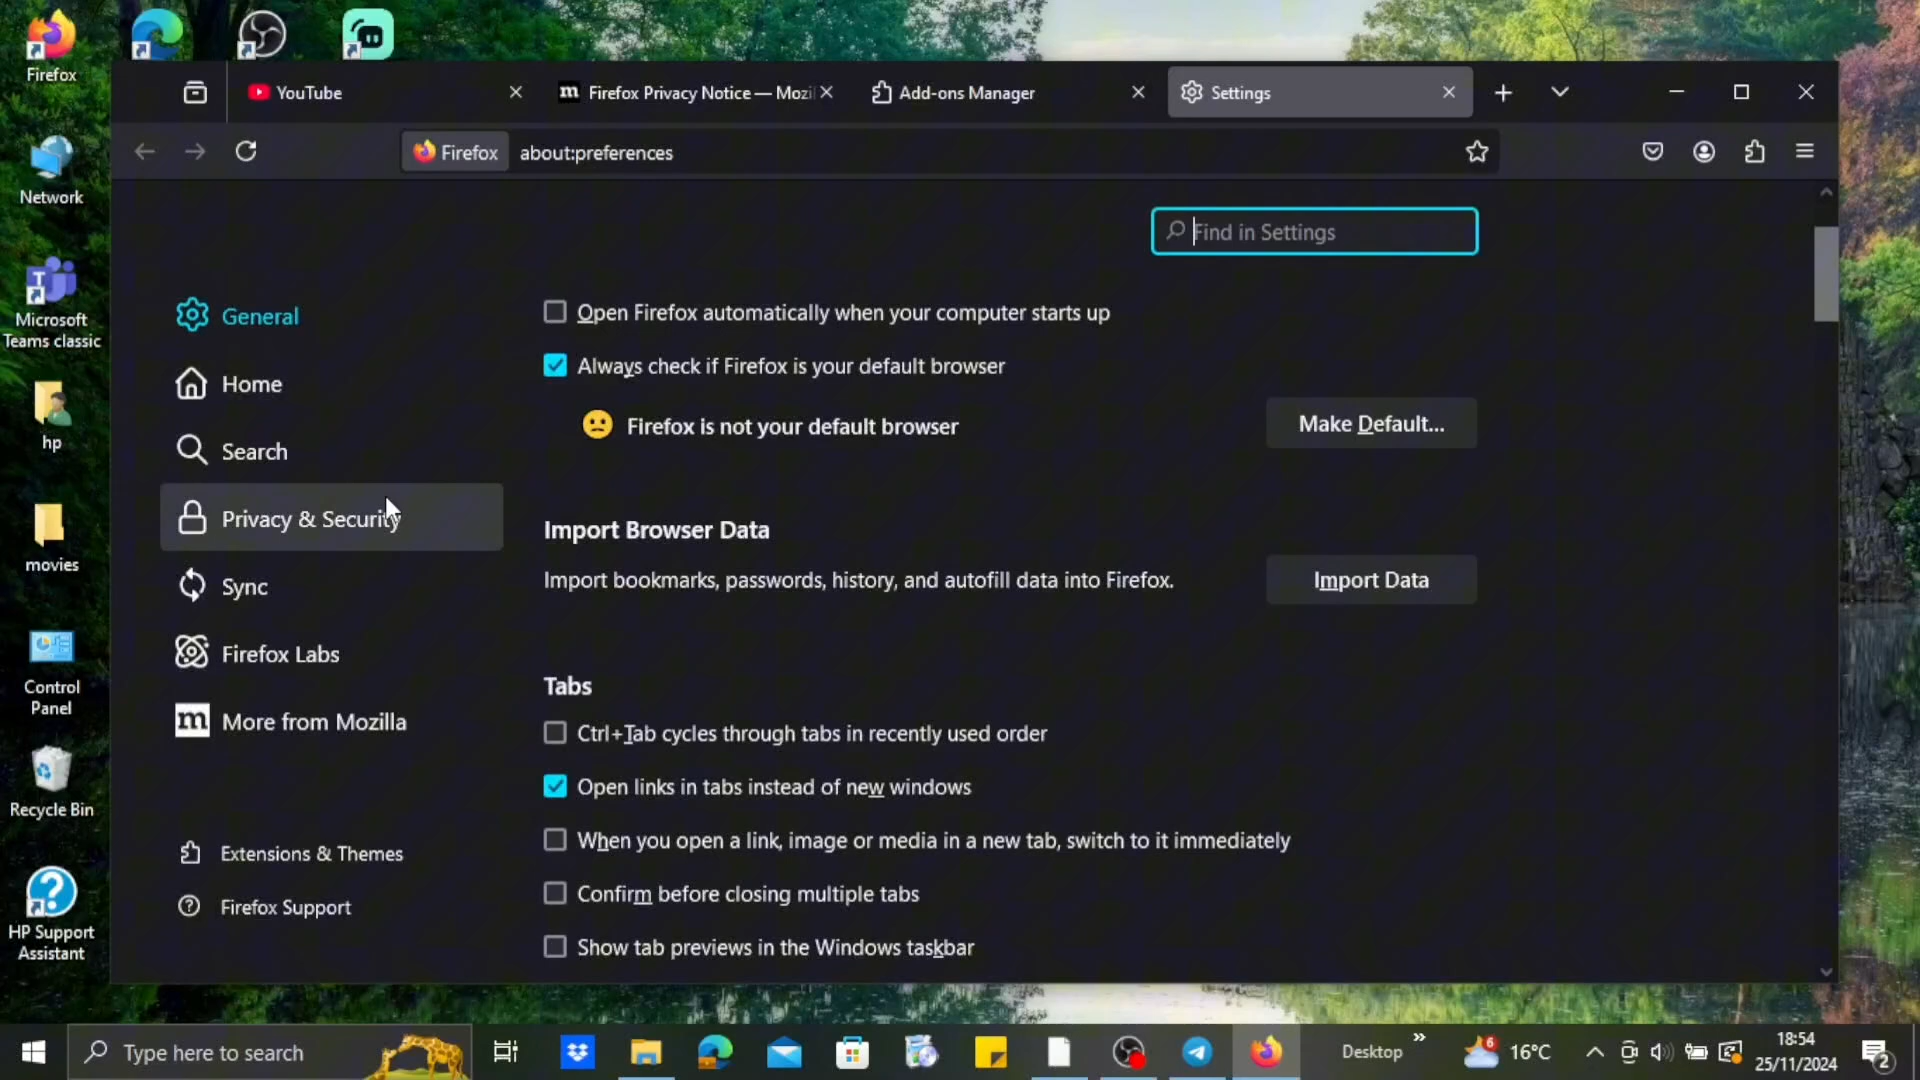 Firefox
YouTube
m Firefox Privacy Notice — Mozil
Add-ons Manager
Settings
Firefox
about:preferences
Network
Find in Settings
Microsoft
Teams classic
General
Open Firefox automatically when your computer starts up
Home
Always check if Firefox is your default browser
hp
Search
Firefox is not your default browser
Make Default...
Privacy & Security
Import Browser Data
movies
Sync
Import bookmarks, passwords, history, and autofill data into Firefox.
Import Data
Firefox Labs
Control
Panel
Tabs
m More from Mozilla
Ctrl+Tab cycles through tabs in recently used order
Recycle Bin
Open links in tabs instead of new windows
Extensions & Themes
When you open a link, image or media in a new tab, switch to it immediately
HP Support
Assistant
Firefox Support
Confirm before closing multiple tabs
Show tab previews in the Windows taskbar
Type here to search
Desktop
»
6
16°C
18:54
25/11/2024
2